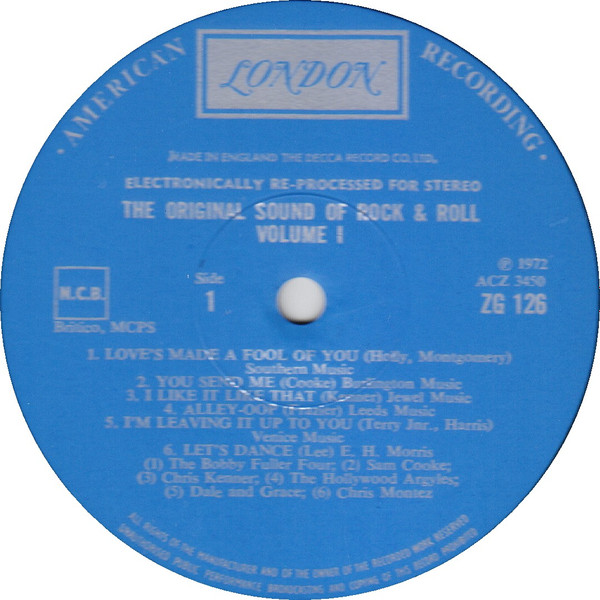 · AMERICAN RECORDING ·
LONDON
MADE IN ENGLAND THE DECCA RECORD CO. LTD.
ELECTRONICALLY RE-PROCESSED FOR STEREO
THE ORIGINAL SOUND OF ROCK & ROLL
VOLUME 1
℗ 1972
ACZ 3450
ZG 126
Side
1
N.C.B.
Britico, MCPS
1. LOVE'S MADE A FOOL OF YOU (Holly, Montgomery)
Southern Music
2. YOU SEND ME (Cooke) Burlington Music
3. I LIKE IT LIKE THAT (Kenner) Jewel Music
4. ALLEY-OOP (Frazier) Leeds Music
5. I'M LEAVING IT UP TO YOU (Terry Jnr., Harris)
Venice Music
6. LET'S DANCE (Lee) E. H. Morris
(1) The Bobby Fuller Four; (2) Sam Cooke;
(3) Chris Kenner; (4) The Hollywood Argyles;
(5) Dale and Grace; (6) Chris Montez
ALL RIGHTS OF THE MANUFACTURER AND OF THE OWNER OF THE RECORDED WORK RESERVED
UNAUTHORISED PUBLIC PERFORMANCE BROADCASTING AND COPYING OF THIS RECORD PROHIBITED